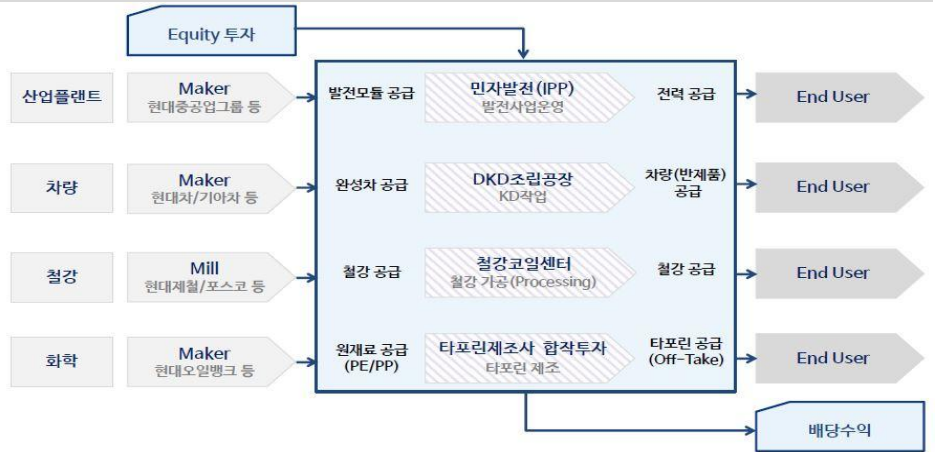 Equity 투자
산업플랜트
Maker
현대중공업그룹 등
발전모듈 공급
민자발전(IPP)
발전사업운영
전력 공급
End User
차량
Maker
현대차/기아차 등
완성차 공급
DKD조립공장
KD작업
차량(반제품)
공급
End User
철강
Mill
현대제철/포스코 등
철강 공급
철강코일센터
철강 가공(Processing)
철강 공급
End User
화학
Maker
현대오일뱅크 등
원재료 공급
(PE/PP)
타포린제조사 합작투자
타포린 제조
타포린 공급
(Off-Take)
End User
배당수익